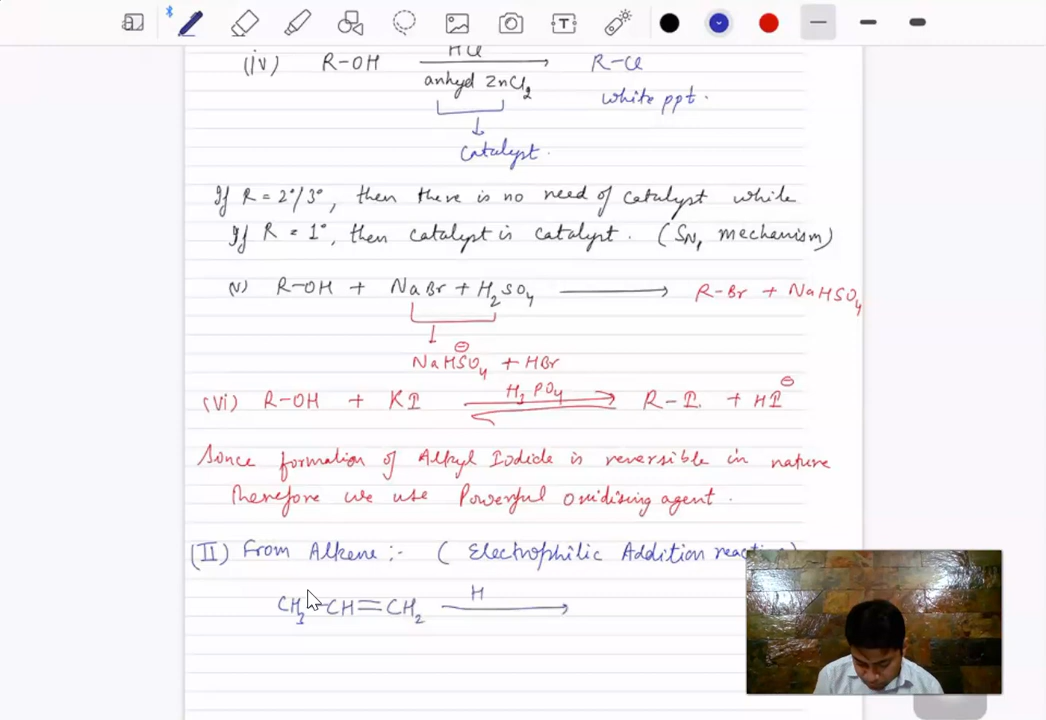 (iv) R-OH HCl R-Cl
anhyd ZnCl2 white ppt.
Catalyst.
If R = 2°/3°, then there is no need of catalyst while
If R = 1°, then catalyst is catalyst. (SN1 mechanism)
(V) R-OH + NaBr + H2SO4 R-Br + NaHSO4
NaHSO4⊖ + HBr
(Vi) R-OH + KI H3PO4 R-I. + HI⊖
Sonce formation of Alkyl Iodide is reversible in nature
therefore we use Powerful oxidising agent.
(II) From Alkene :- ( Electrophilic Addition
CH3-CH=CH2 H
T